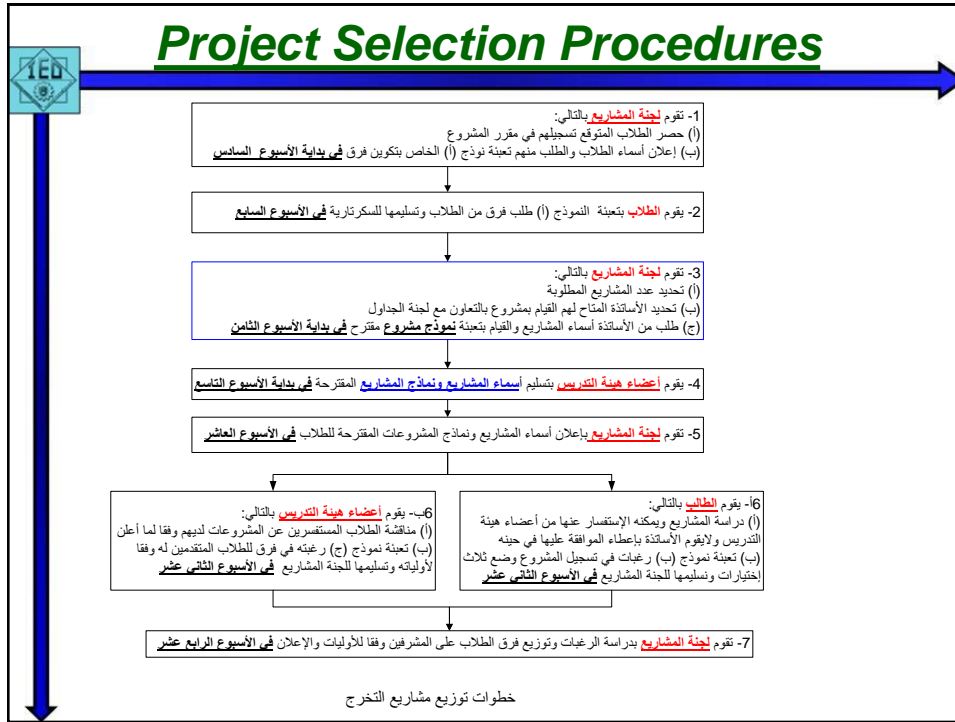 Project Selection Procedures
IED
1- تقوم لجنة المشاريع بالتالي:
(أ) حصر الطلاب المتوقع تسجيلهم في مقرر المشروع
(ب) إعلان أسماء الطلاب والطلب منهم تعبئة نوذج (أ) الخاص بتكوين فرق في بداية الأسبوع السادس
2- يقوم الطلاب بتعبئة النموذج (أ) طلب فرق من الطلاب وتسليمها للسكرتارية في الأسبوع السابع
3- تقوم لجنة المشاريع بالتالي:
(أ) تحديد عدد المشاريع المطلوبة
(ب) تحديد الأساتذة المتاح لهم القيام بمشروع بالتعاون مع لجنة الجداول
(ج) طلب من الأساتذة أسماء المشاريع والقيام بتعبئة نموذج مشروع مقترح في بداية الأسبوع الثامن
4- يقوم أعضاء هيئة التدريس بتسليم أسماء المشاريع ونماذج المشاريع المقترحة في بداية الأسبوع التاسع
5- تقوم لجنة المشاريع بإعلان أسماء المشاريع ونماذج المشروعات المقترحة للطلاب في الأسبوع العاشر
6أ- يقوم الطالب بالتالي:
(أ) دراسة المشاريع ويمكنه الإستفسار عنها من أعضاء هيئة
التدريس ولايقوم الأساتذة بإعطاء الموافقة عليها في حينه
(ب) تعبئة نموذج (ب) رغبات في تسجيل المشروع وضع ثلاث
إختيارات ونسليمها للجنة المشاريع في الأسبوع الثاني عشر
6ب- يقوم أعضاء هيئة التدريس بالتالي:
(أ) مناقشة الطلاب المستفسرين عن المشروعات لديهم وفقا لما أعلن
(ب) تعبئة نموذج (ج) رغبته في فرق للطلاب المتقدمين له وفقا
لأولياته وتسليمها للجنة المشاريع في الأسبوع الثاني عشر
7- تقوم لجنة المشاريع بدراسة الرغبات وتوزيع فرق الطلاب على المشرفين وفقا للأوليات والإعلان في الأسبوع الرابع عشر
خطوات توزيع مشاريع التخرج